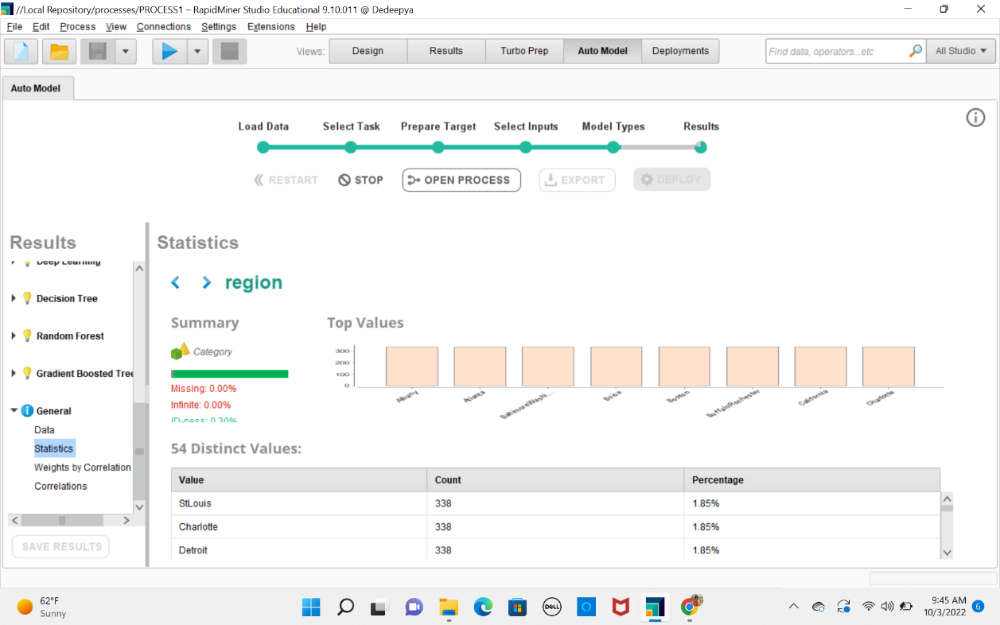 //Local Repository/processes/PROCESS1 – RapidMiner Studio Educational 9.10.011 @ Dedeepya
File Edit Process View Connections Settings Extensions Help
Views: Design Results Turbo Prep Auto Model Deployments Find data, operators...etc All Studio
Auto Model
Load Data Select Task Prepare Target Select Inputs Model Types Results
RESTART STOP OPEN PROCESS EXPORT DEPLOY
Results
Deep Learning
Decision Tree
Random Forest
Gradient Boosted Tree
General
Data
Statistics
Weights by Correlation
Correlations
SAVE RESULTS
Statistics
region
Summary
Category
Missing: 0.00%
Infinite: 0.00%
ID-ness: 0.30%
Top Values
300
200
100
0
Albany Atlanta BaltimoreWashi... Boise Boston BuffaloRochester California Charlotte
54 Distinct Values:
Value Count Percentage
StLouis 338 1.85%
Charlotte 338 1.85%
Detroit 338 1.85%
62°F
Sunny
DELL
9:45 AM
10/3/2022
6